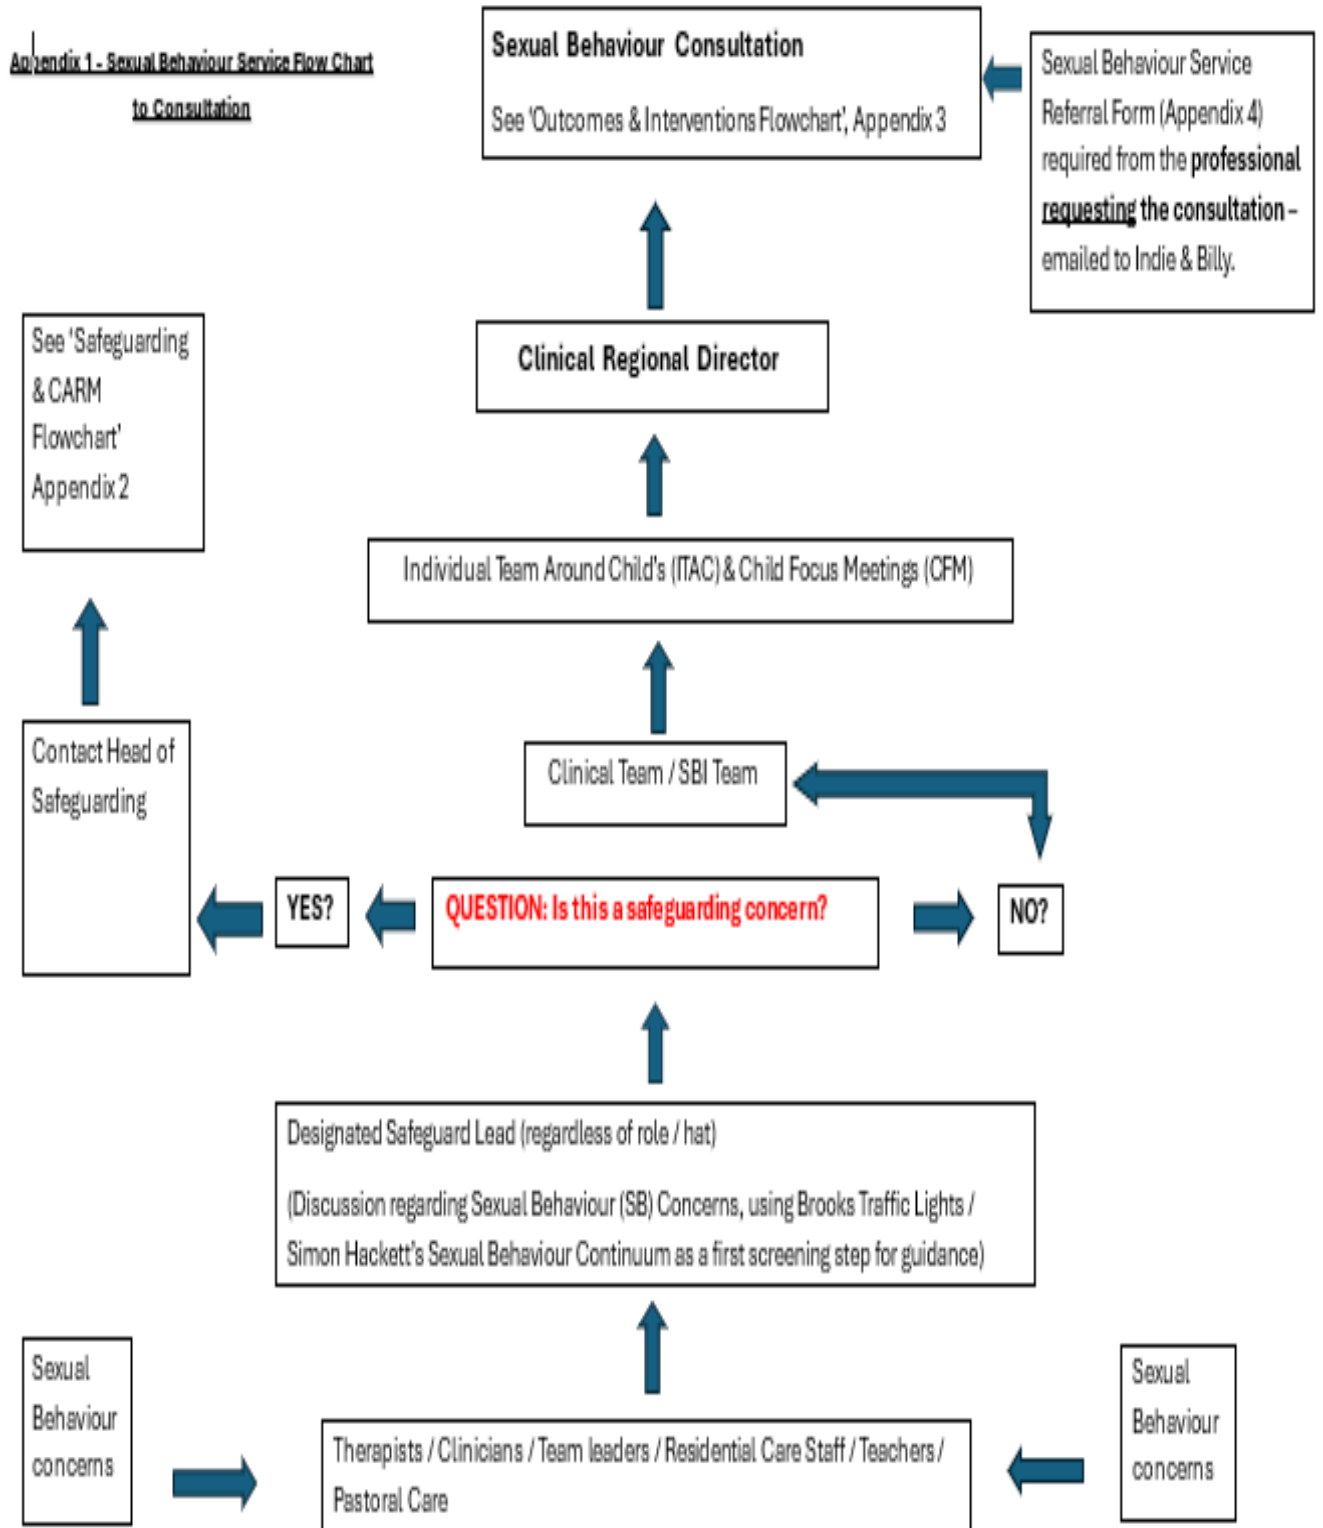 Appendix 1 - Sexual Behaviour Service Flow Chart
to Consultation
Sexual Behaviour Consultation
See 'Outcomes & Interventions Flowchart', Appendix 3
Sexual Behaviour Service
Referral Form (Appendix 4)
required from the professional
requesting the consultation –
emailed to Indie & Billy.
See 'Safeguarding
& CARM
Flowchart'
Appendix 2
Clinical Regional Director
Individual Team Around Child's (ITAC) & Child Focus Meetings (CFM)
Contact Head of
Safeguarding
Clinical Team / SBI Team
YES?
QUESTION: Is this a safeguarding concern?
NO?
Designated Safeguard Lead (regardless of role / hat)
(Discussion regarding Sexual Behaviour (SB) Concerns, using Brooks Traffic Lights /
Simon Hackett's Sexual Behaviour Continuum as a first screening step for guidance)
Sexual
Behaviour
concerns
Therapists / Clinicians / Team leaders / Residential Care Staff / Teachers /
Pastoral Care
Sexual
Behaviour
concerns